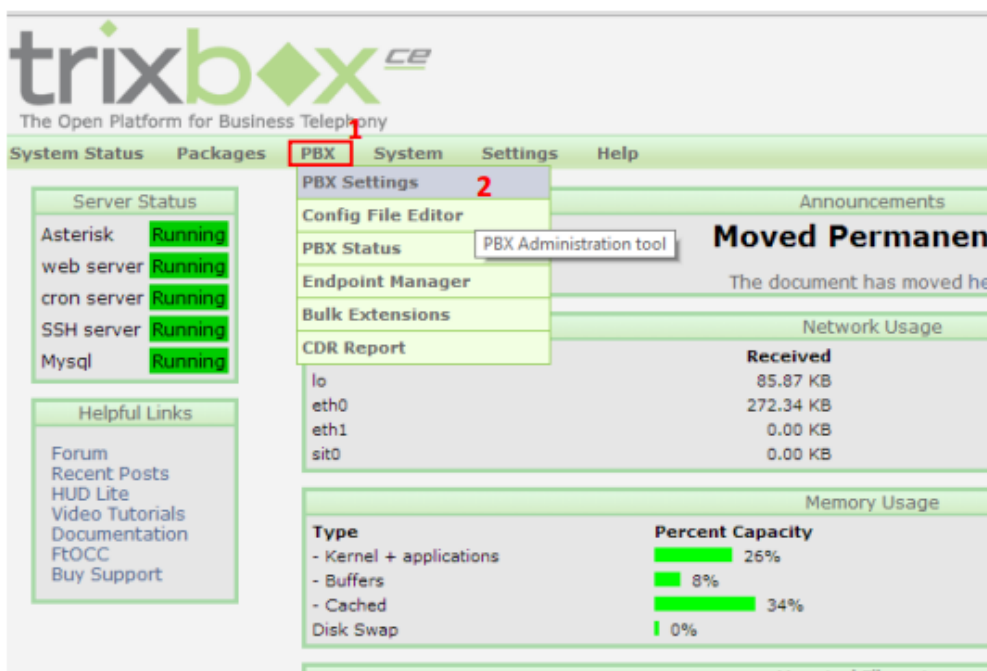 trixbox ce
The Open Platform for Business Telephony
1
System Status Packages PBX System Settings Help
PBX Settings 2
Config File Editor
PBX Status
PBX Administration tool
Endpoint Manager
Bulk Extensions
CDR Report
Server Status
Asterisk Running
web server Running
cron server Running
SSH server Running
Mysql Running
Helpful Links
Forum
Recent Posts
HUD Lite
Video Tutorials
Documentation
FtOCC
Buy Support
Announcements
Moved Permanen
The document has moved he
Network Usage
Received
lo 85.87 KB
eth0 272.34 KB
eth1 0.00 KB
sit0 0.00 KB
Memory Usage
Type Percent Capacity
- Kernel + applications 26%
- Buffers 8%
- Cached 34%
Disk Swap 0%